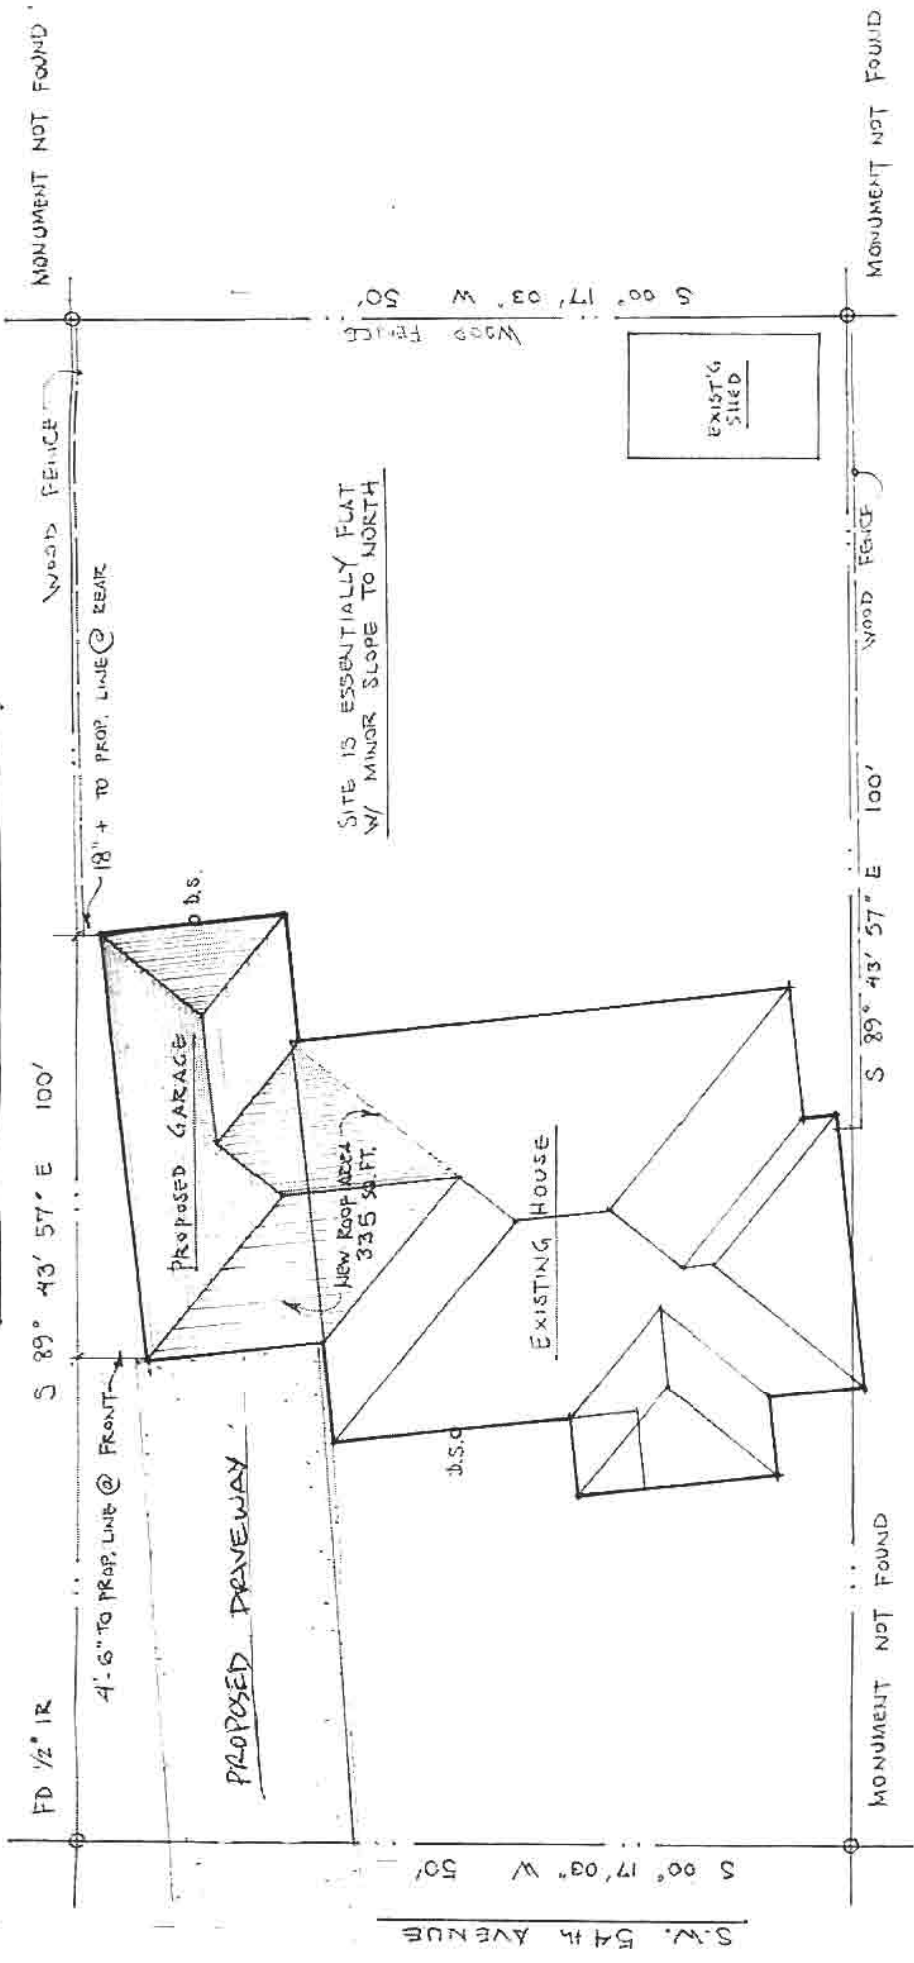 FD 1/2" IR
S 89° 43' 57" E 100'
MONUMENT NOT FOUND
WOOD FENCE
4'-6" TO PROP. LINE @ FRONT
18" + TO PROP. LINE @ REAR
PROPOSED DRIVEWAY
PROPOSED GARAGE
D.S.
NEW ROOF AREA
335 SQ. FT.
SITE IS ESSENTIALLY FLAT
W/ MINOR SLOPE TO NORTH
WOOD FENCE
S 00° 17' 03" W 50'
S.W. 54th AVENUE
S 00° 17' 03" W 50'
D.S.
EXISTING HOUSE
EXIST'G
SHED
WOOD FENCE
S 89° 43' 57" E 100'
MONUMENT NOT FOUND
MONUMENT NOT FOUND